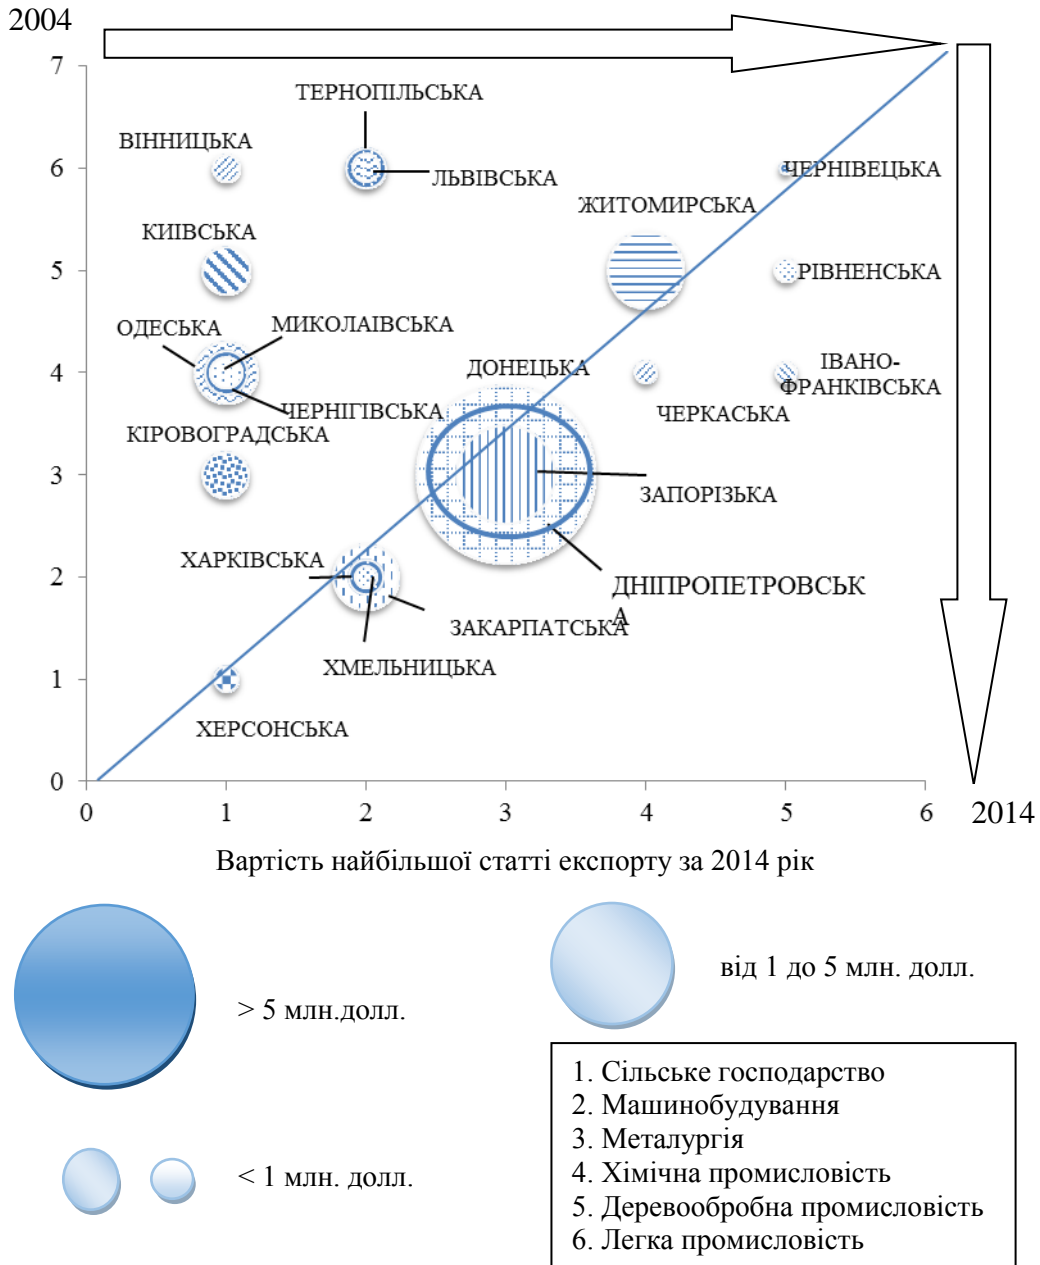 2004
7
ТЕРНОПІЛЬСЬКА
ВІННИЦЬКА
6
ЛЬВІВСЬКА
ЧЕРНІВЕЦЬКА
ЖИТОМИРСЬКА
КИІВСЬКА
5
РІВНЕНСЬКА
ОДЕСЬКА
МИКОЛАІВСЬКА
4
ДОНЕЦЬКА
ІВАНО-
ФРАНКІВСЬКА
ЧЕРНІГІВСЬКА
ЧЕРКАСЬКА
КІРОВОГРАДСЬКА
3
ЗАПОРІЗЬКА
ХАРКІВСЬКА
2
ДНІПРОПЕТРОВСЬК
А
ЗАКАРПАТСЬКА
ХМЕЛЬНИЦЬКА
1
ХЕРСОНСЬКА
0
0 1 2 3 4 5 6
2014
Вартість найбільшої статті експорту за 2014 рік
> 5 млн.долл.
від 1 до 5 млн. долл.
< 1 млн. долл.
1. Сільське господарство
2. Машинобудування
3. Металургія
4. Хімічна промисловість
5. Деревообробна промисловість
6. Легка промисловість